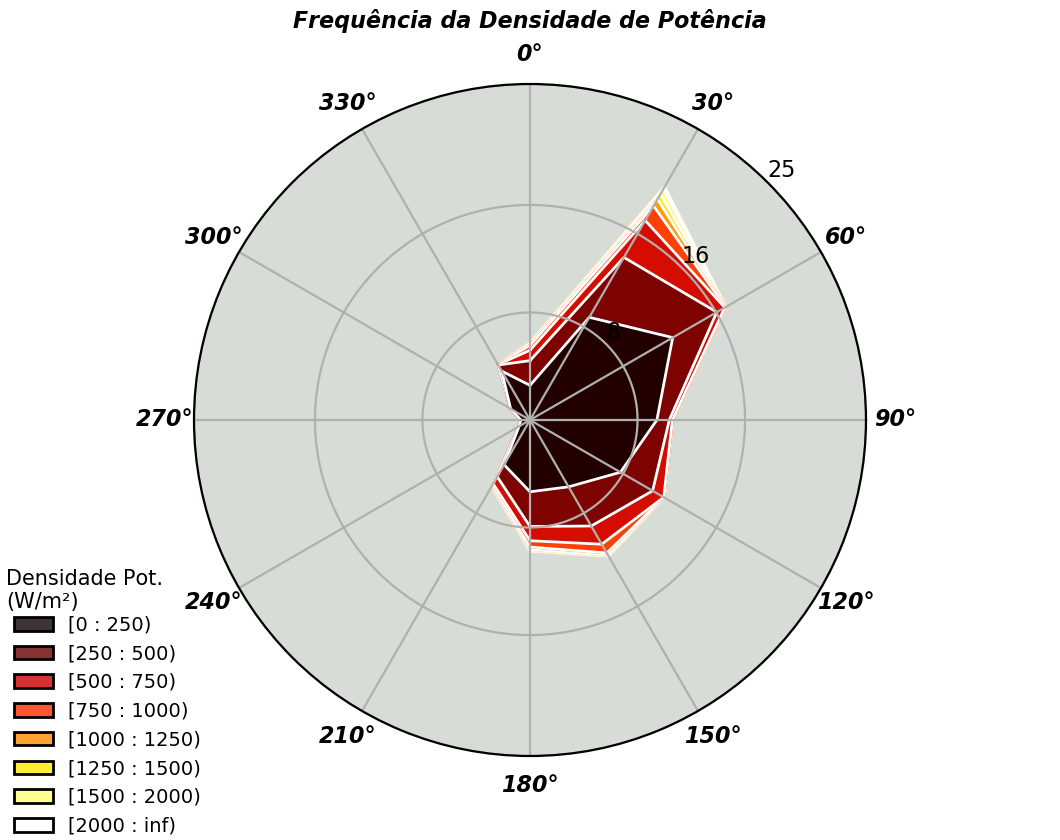 Frequência da Densidade de Potência
0°
30°
60°
90°
120°
150°
180°
210°
240°
270°
300°
330°
8
16
25
Densidade Pot.
(W/m²)
[0 : 250)
[250 : 500)
[500 : 750)
[750 : 1000)
[1000 : 1250)
[1250 : 1500)
[1500 : 2000)
[2000 : inf)